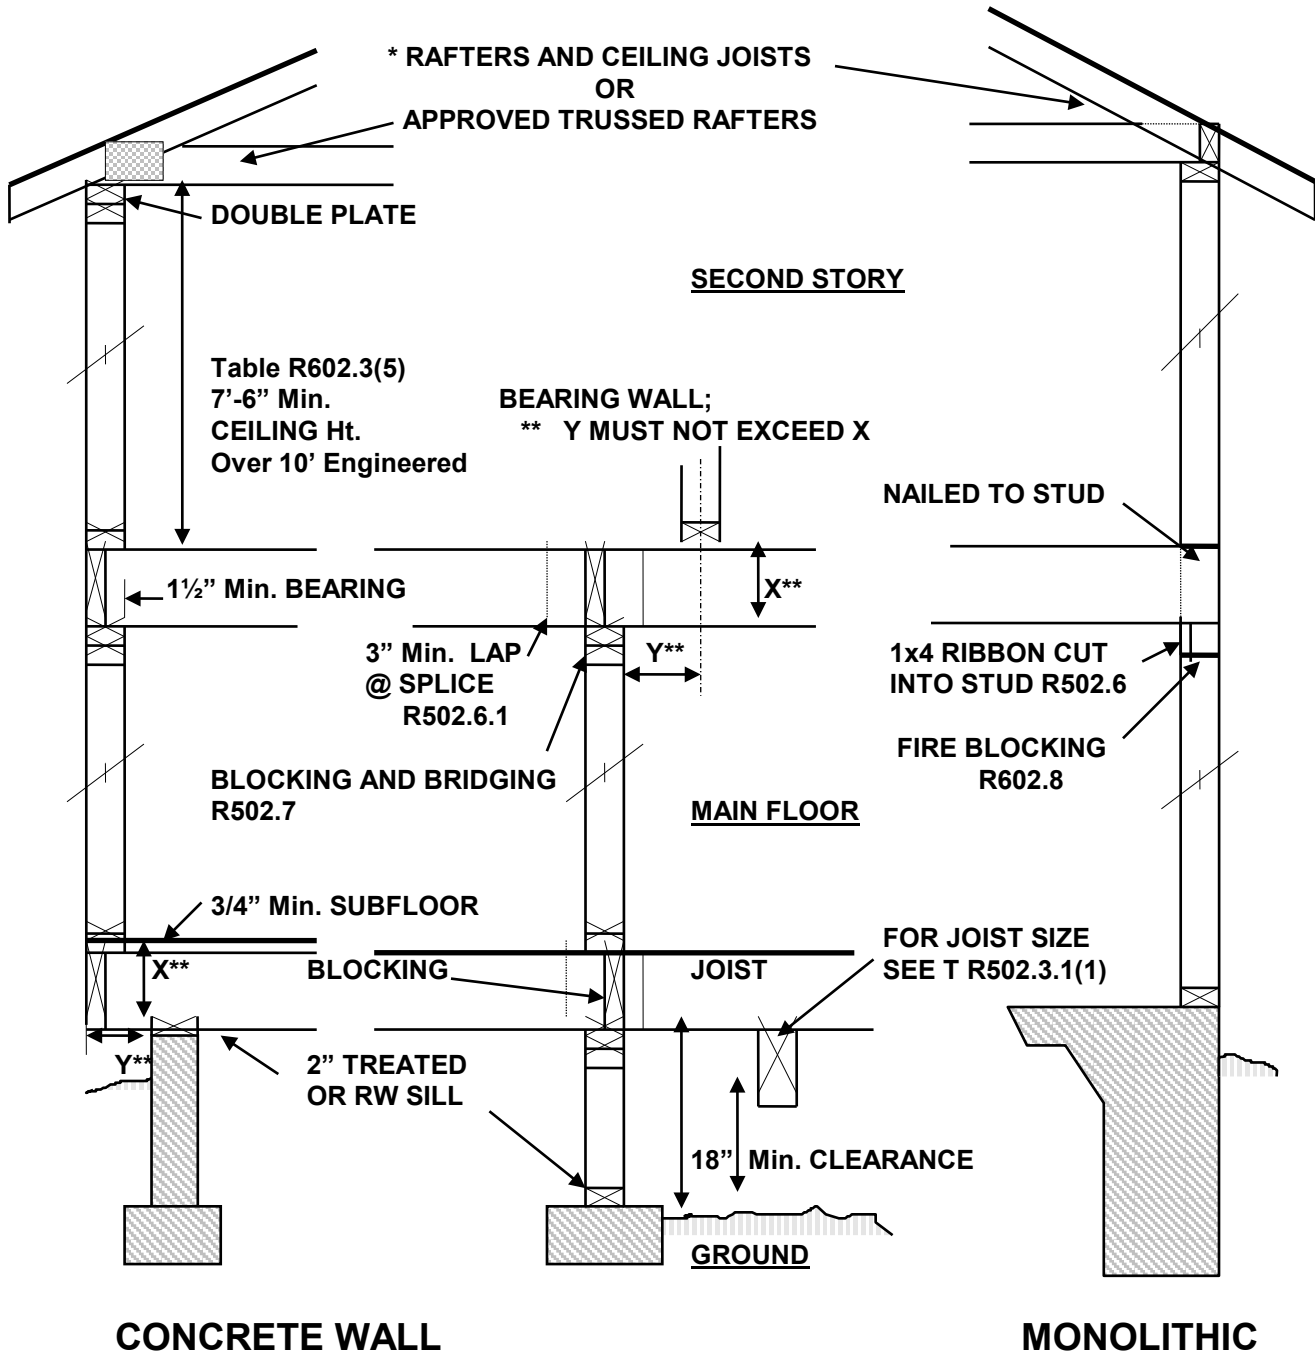 * RAFTERS AND CEILING JOISTS
OR
APPROVED TRUSSED RAFTERS
DOUBLE PLATE
SECOND STORY
Table R602.3(5)
7’-6” Min.
CEILING Ht.
Over 10’ Engineered
BEARING WALL;
** Y MUST NOT EXCEED X
NAILED TO STUD
1½” Min. BEARING
X**
3” Min. LAP
@ SPLICE
R502.6.1
Y**
1x4 RIBBON CUT
INTO STUD R502.6
FIRE BLOCKING
R602.8
BLOCKING AND BRIDGING
R502.7
MAIN FLOOR
3/4” Min. SUBFLOOR
X**
BLOCKING
JOIST
FOR JOIST SIZE
SEE T R502.3.1(1)
Y**
2” TREATED
OR RW SILL
18” Min. CLEARANCE
GROUND
CONCRETE WALL
MONOLITHIC